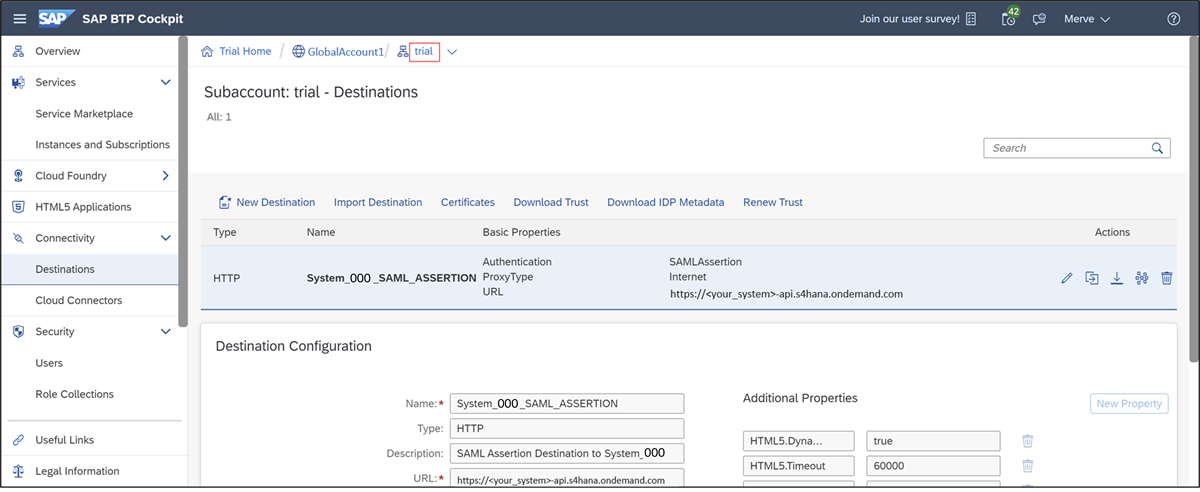 SAP SAP BTP Cockpit Join our user survey! 42 Merve
Overview
Services
Service Marketplace
Instances and Subscriptions
Cloud Foundry
HTML5 Applications
Connectivity
Destinations
Cloud Connectors
Security
Users
Role Collections
Useful Links
Legal Information
Trial Home / GlobalAccount1 / trial
Subaccount: trial - Destinations
All: 1
Search
New Destination Import Destination Certificates Download Trust Download IDP Metadata Renew Trust
Type Name Basic Properties Actions
HTTP System_000_SAML_ASSERTION
Authentication SAMLAssertion
ProxyType Internet
URL https://<your_system>-api.s4hana.ondemand.com
Destination Configuration
Name:* System_000_SAML_ASSERTION
Type: HTTP
Description: SAML Assertion Destination to System_000
URL:* https://<your_system>-api.s4hana.ondemand.com
Additional Properties New Property
HTML5.Dyna... true
HTML5.Timeout 60000